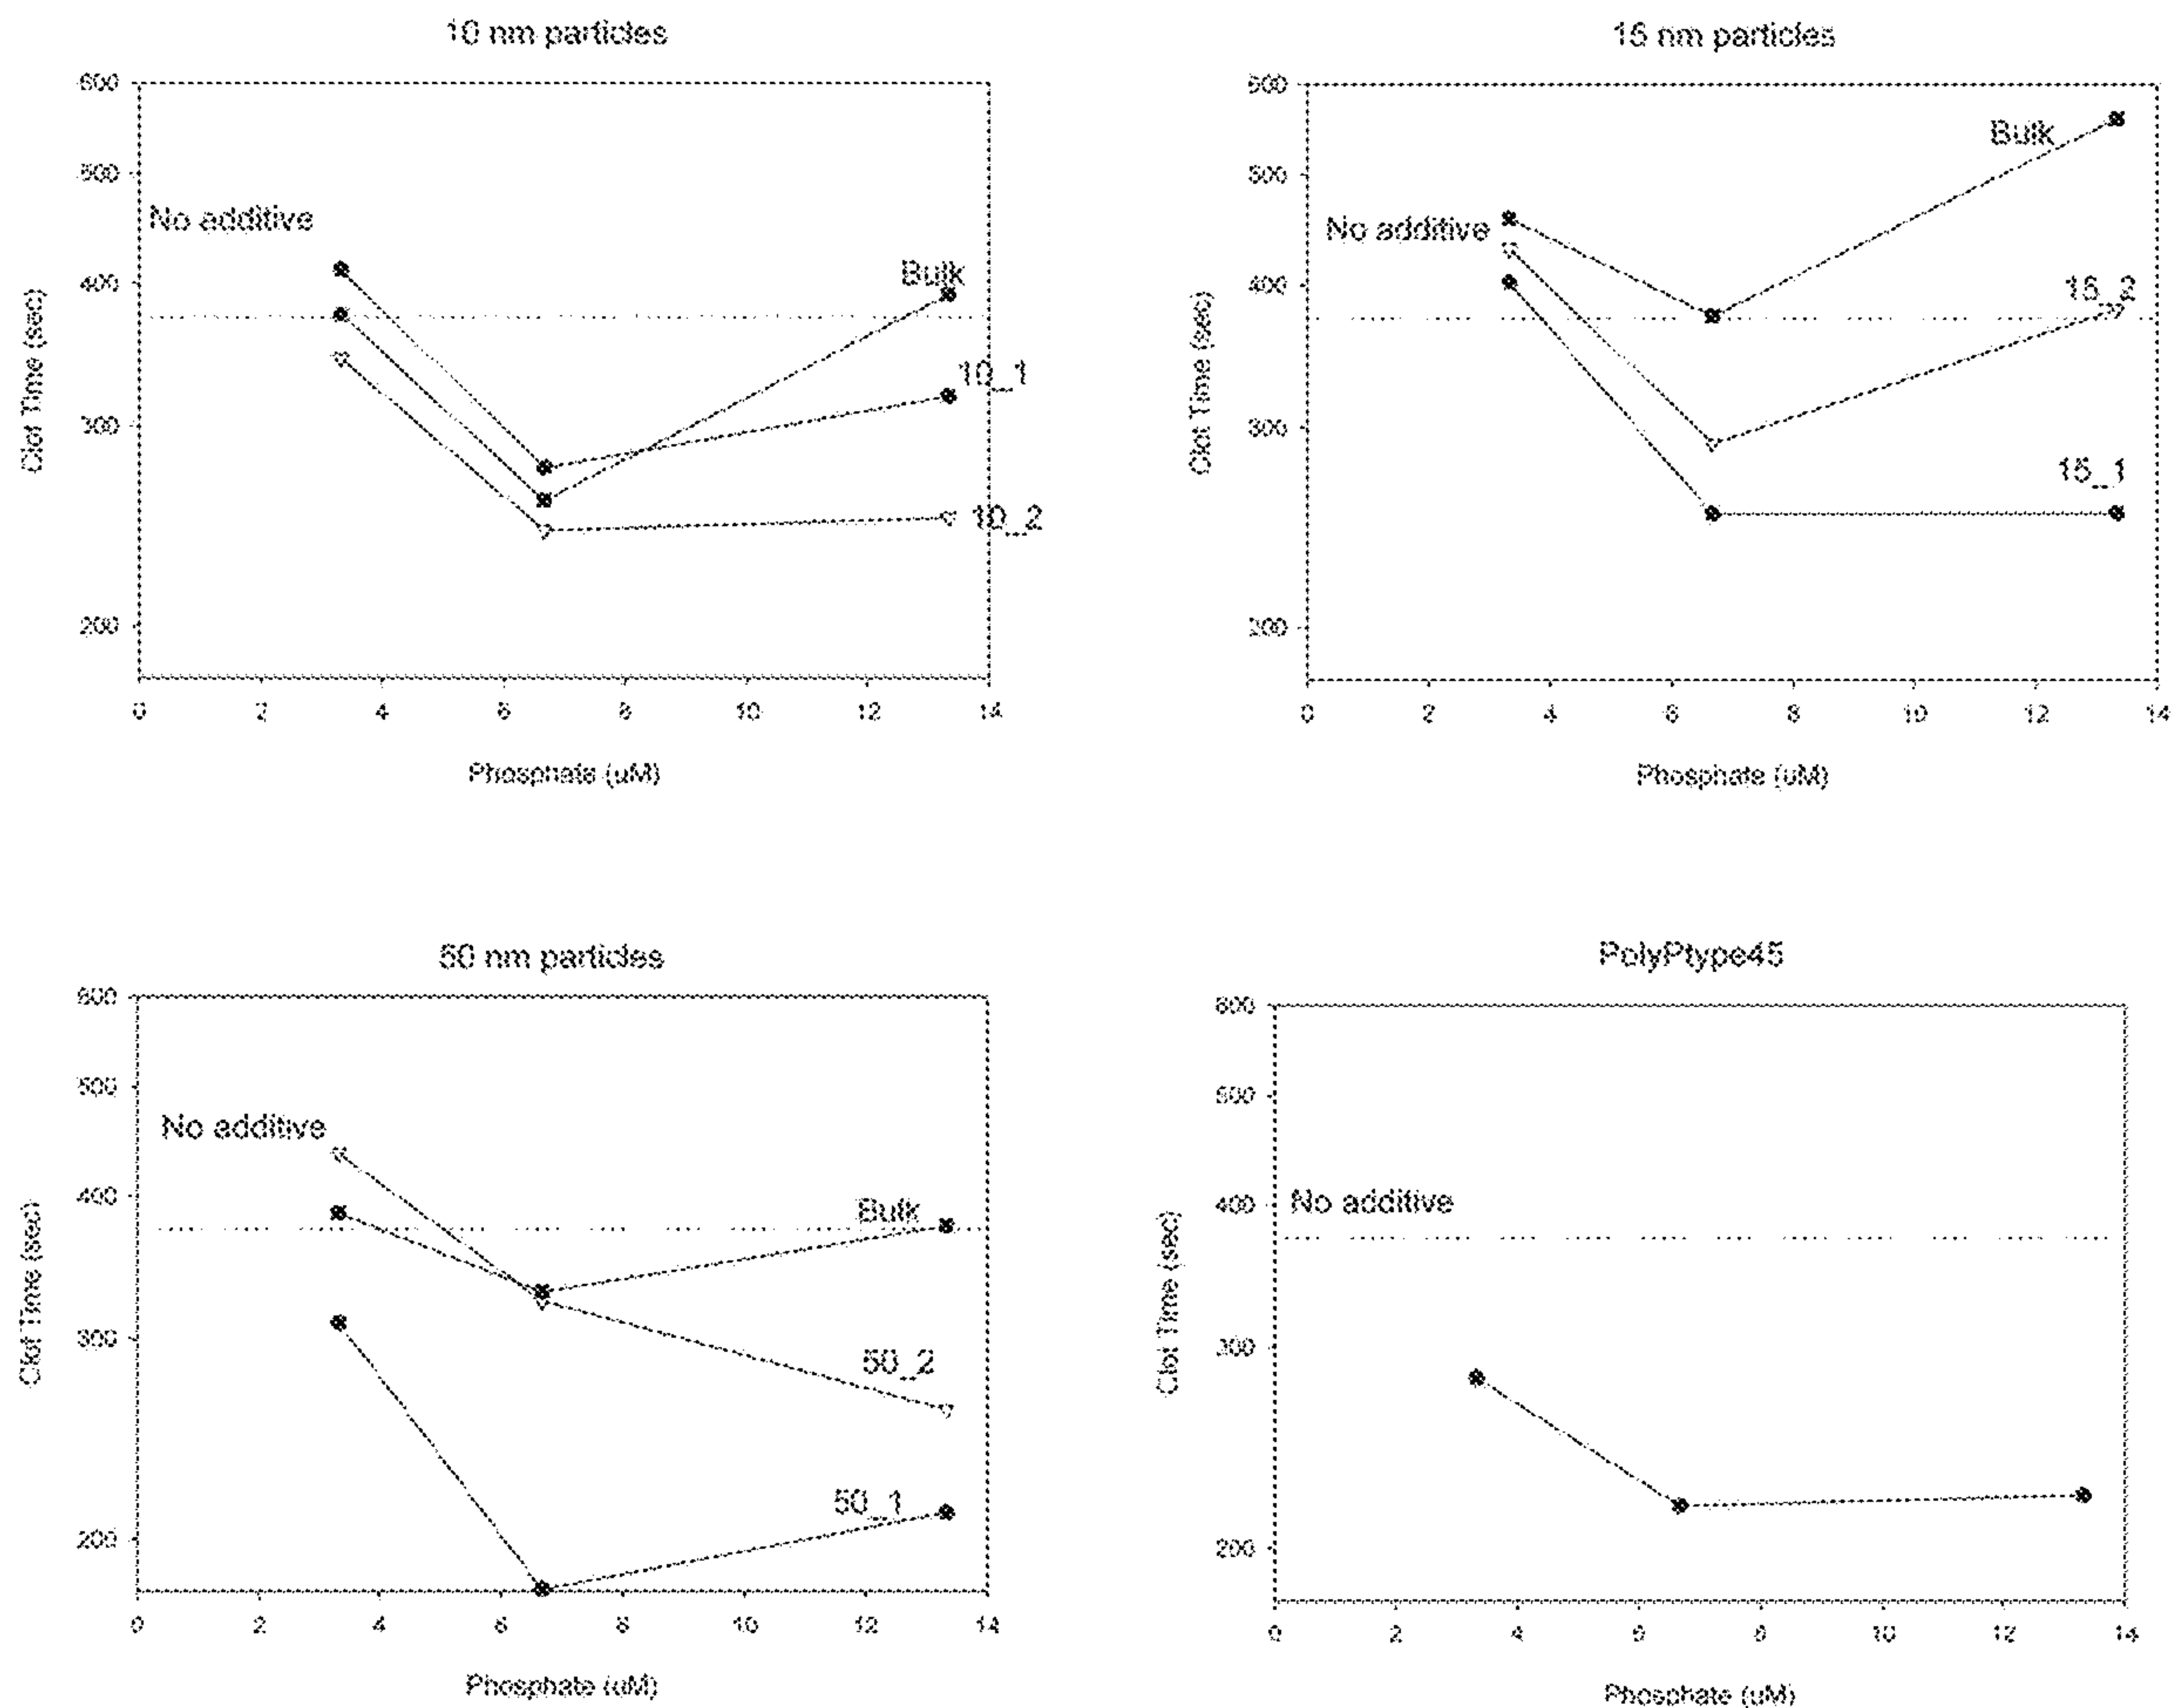 10 nm particles
600
500
400
300
200
No additive
Bulk
10_1
10_2
Clot Time (sec)
0 2 4 6 8 10 12 14
Phosphate (uM)
15 nm particles
600
500
400
300
200
No additive
Bulk
15_2
15_1
Clot Time (sec)
0 2 4 6 8 10 12 14
Phosphate (uM)
50 nm particles
600
500
400
300
200
No additive
Bulk
50_2
50_1
Clot Time (sec)
0 2 4 6 8 10 12 14
Phosphate (uM)
PolyPtype45
600
500
400
300
200
No additive
Clot Time (sec)
0 2 4 6 8 10 12 14
Phosphate (uM)